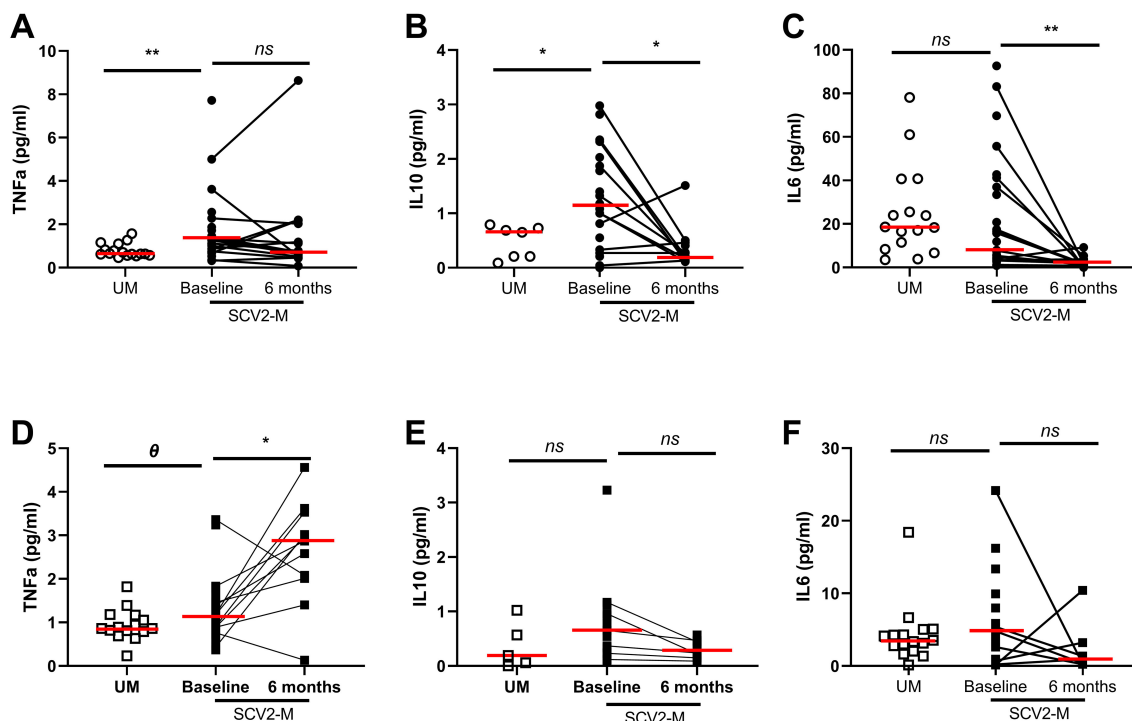 A
TNFa (pg/ml)
10
8
6
4
2
0
**
ns
UM
Baseline
6 months
SCV2-M
B
IL10 (pg/ml)
4
3
2
1
0
*
*
UM
Baseline
6 months
SCV2-M
C
IL6 (pg/ml)
100
80
60
40
20
0
ns
**
UM
Baseline
6 months
SCV2-M
D
TNFa (pg/ml)
5
4
3
2
1
0
θ
*
UM
Baseline
6 months
SCV2-M
E
IL10 (pg/ml)
4
3
2
1
0
ns
ns
UM
Baseline
6 months
SCV2-M
F
IL6 (pg/ml)
30
20
10
0
ns
ns
UM
Baseline
6 months
SCV2-M